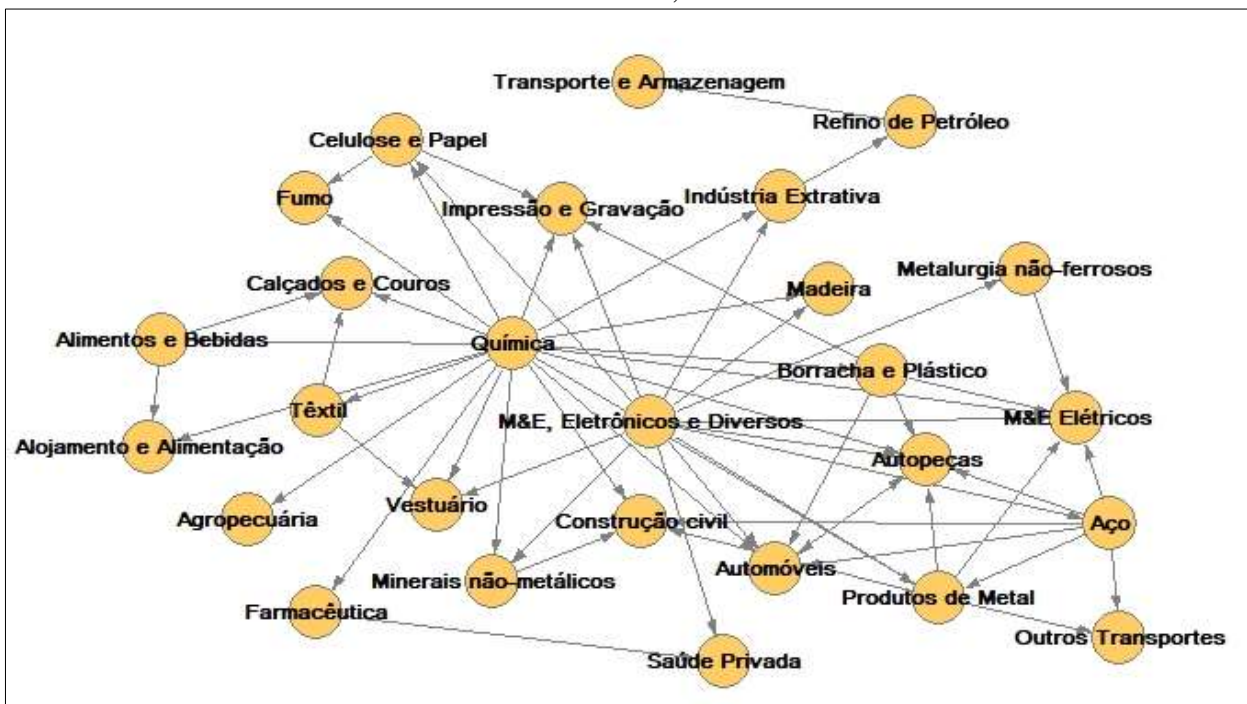 Transporte e Armazenagem
Refino de Petróleo
Celulose e Papel
Fumo
Impressão e Gravação
Indústria Extrativa
Metalurgia não-ferrosos
Calçados e Couros
Madeira
Alimentos e Bebidas
Química
Borracha e Plástico
Têxtil
M&E, Eletrônicos e Diversos
M&E Elétricos
Alojamento e Alimentação
Autopeças
Agropecuária
Vestuário
Construção civil
Aço
Minerais não-metálicos
Automóveis
Farmacêutica
Produtos de Metal
Outros Transportes
Saúde Privada